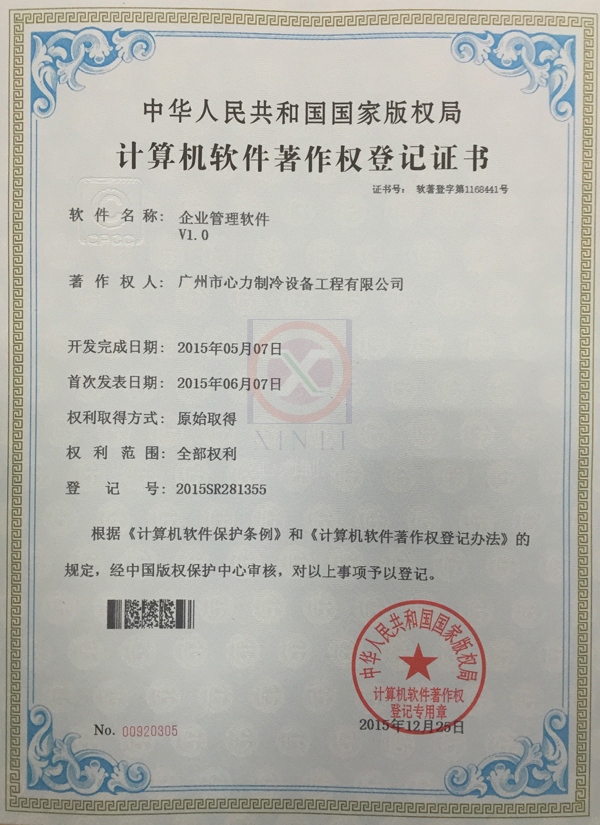 中华人民共和国国家版权局
计算机软件著作权登记证书
证书号： 软著登字第1168441号
CPCC
软件名称： 企业管理软件
V1.0
著作权人： 广州市心力制冷设备工程有限公司
开发完成日期： 2015年05月07日
首次发表日期： 2015年06月07日
权利取得方式： 原始取得
权利范围： 全部权利
登记号： 2015SR281355
XINLI
根据《计算机软件保护条例》和《计算机软件著作权登记办法》的
规定，经中国版权保护中心审核，对以上事项予以登记。
中华人民共和国国家版权局
计算机软件著作权
登记专用章
2015年12月25日
No. 00920305